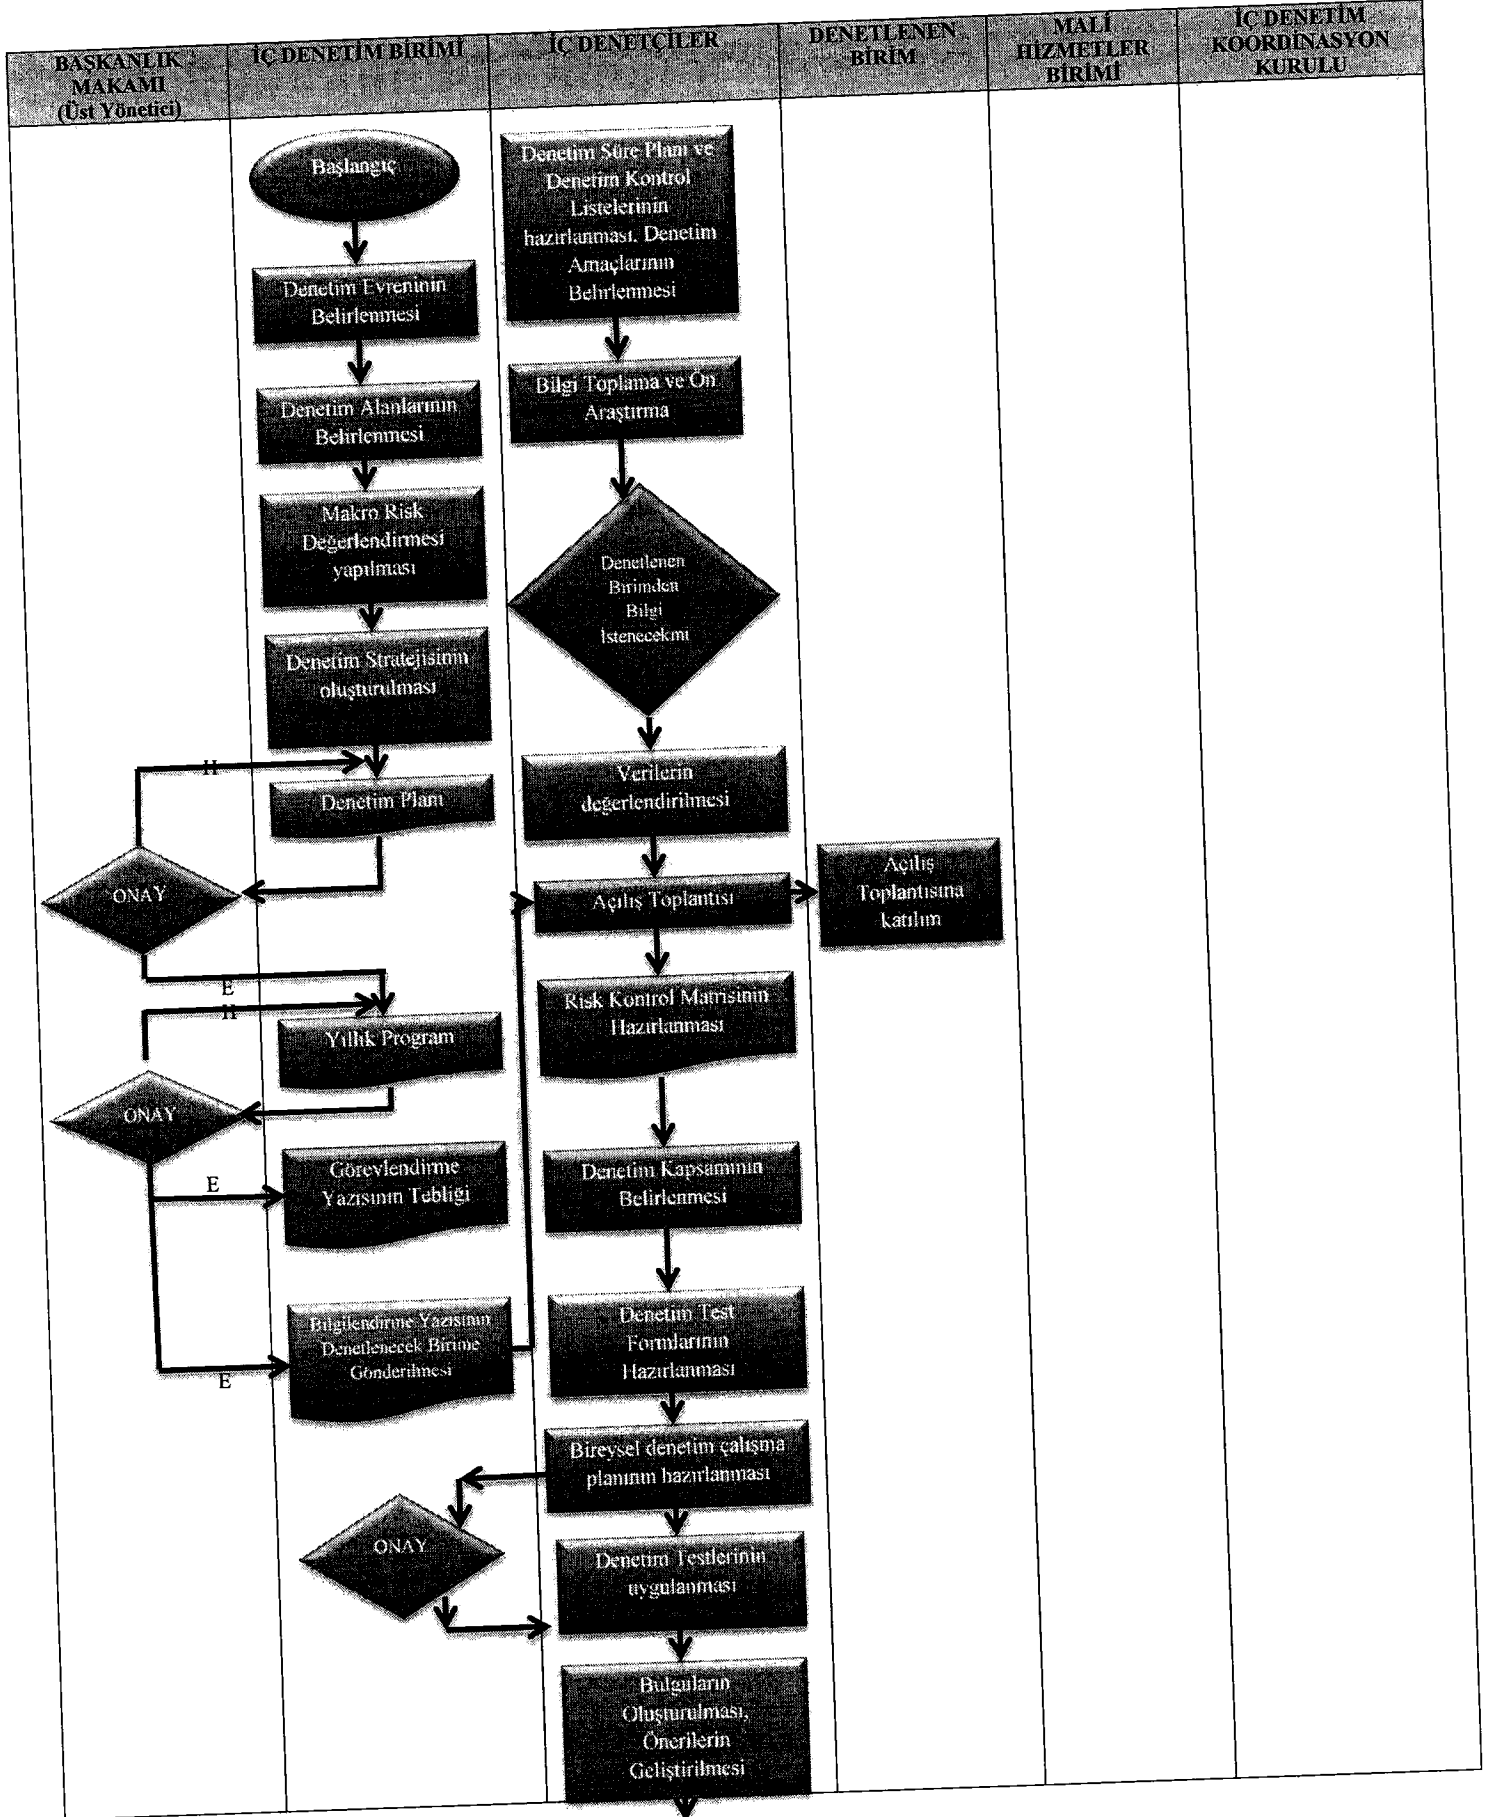 BAŞKANLIK
MAKAMI
(Üst Yönetici)
İÇ DENETİM BİRİMİ
İÇ DENETÇİLER
DENETLENEN
BİRİM
MALİ
HİZMETLER
BİRİMİ
İÇ DENETİM
KOORDİNASYON
KURULU
Başlangıç
Denetim Evreninin
Belirlenmesi
Denetim Alanlarının
Belirlenmesi
Makro Risk
Değerlendirmesi
yapılması
Denetim Stratejisinin
oluşturulması
H
Denetim Planı
ONAY
E
H
Yıllık Program
ONAY
E
Görevlendirme
Yazısının Tebliği
E
Bilgilendirme Yazısının
Denetlenecek Birime
Gönderilmesi
Denetim Süre Planı ve
Denetim Kontrol
Listelerinin
hazırlanması. Denetim
Amaçlarının
Belirlenmesi
Bilgi Toplama ve Ön
Araştırma
Denetlenen
Birimden
Bilgi
İstenecekmi
Verilerin
değerlendirilmesi
Açılış Toplantısı
Açılış
Toplantısına
katılım
Risk Kontrol Matrisinin
Hazırlanması
Denetim Kapsamının
Belirlenmesi
Denetim Test
Formlarının
Hazırlanması
Bireysel denetim çalışma
planının hazırlanması
ONAY
Denetim Testlerinin
uygulanması
Bulguların
Oluşturulması,
Önerilerin
Geliştirilmesi